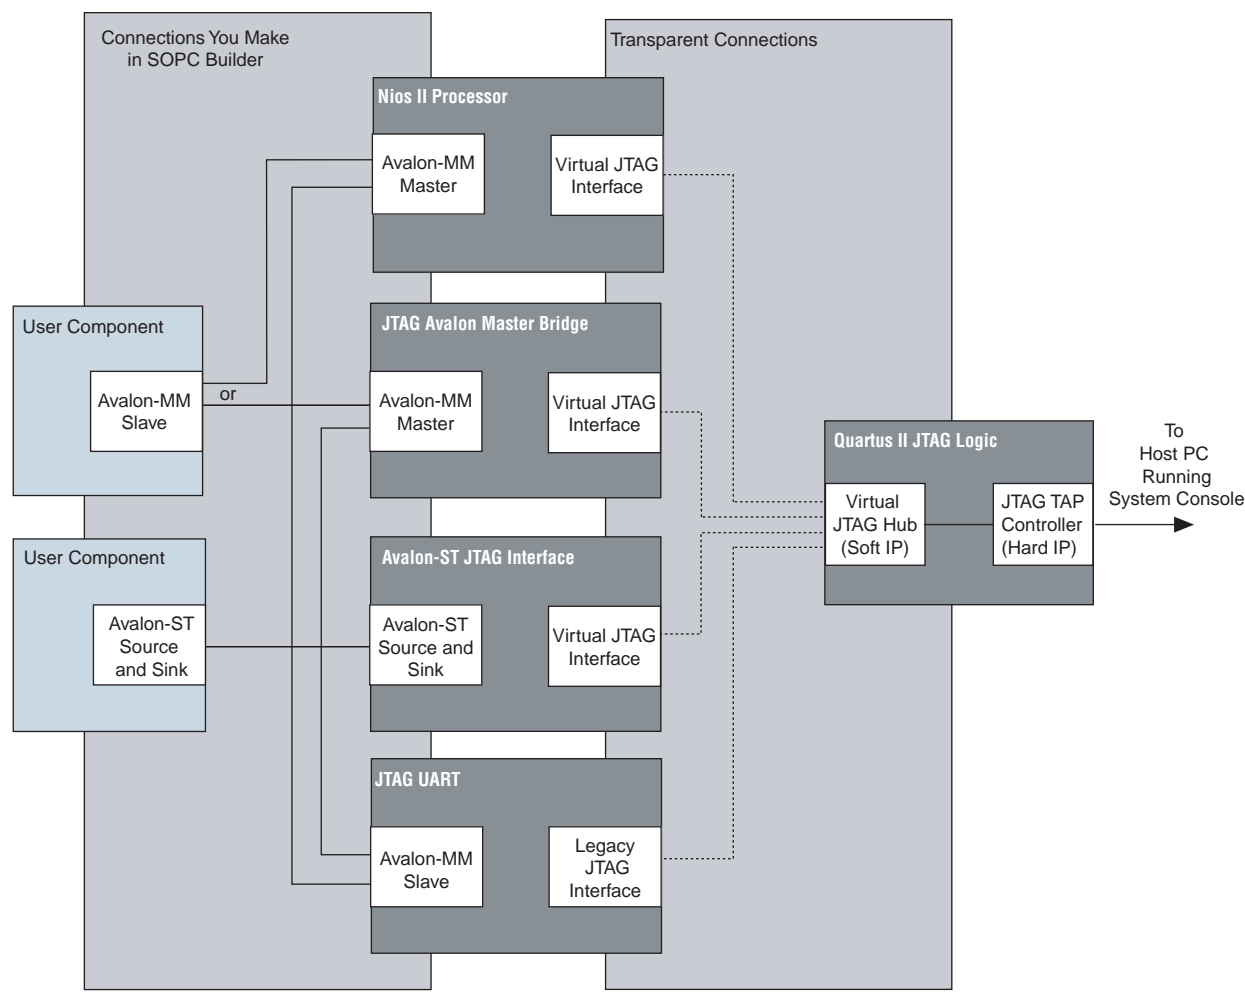 Connections You Make
in SOPC Builder
Transparent Connections
Nios II Processor
Avalon-MM
Master
Virtual JTAG
Interface
User Component
Avalon-MM
Slave
or
JTAG Avalon Master Bridge
Avalon-MM
Master
Virtual JTAG
Interface
Quartus II JTAG Logic
Virtual
JTAG Hub
(Soft IP)
JTAG TAP
Controller
(Hard IP)
To
Host PC
Running
System Console
User Component
Avalon-ST
Source
and Sink
Avalon-ST JTAG Interface
Avalon-ST
Source and
Sink
Virtual JTAG
Interface
JTAG UART
Avalon-MM
Slave
Legacy
JTAG
Interface